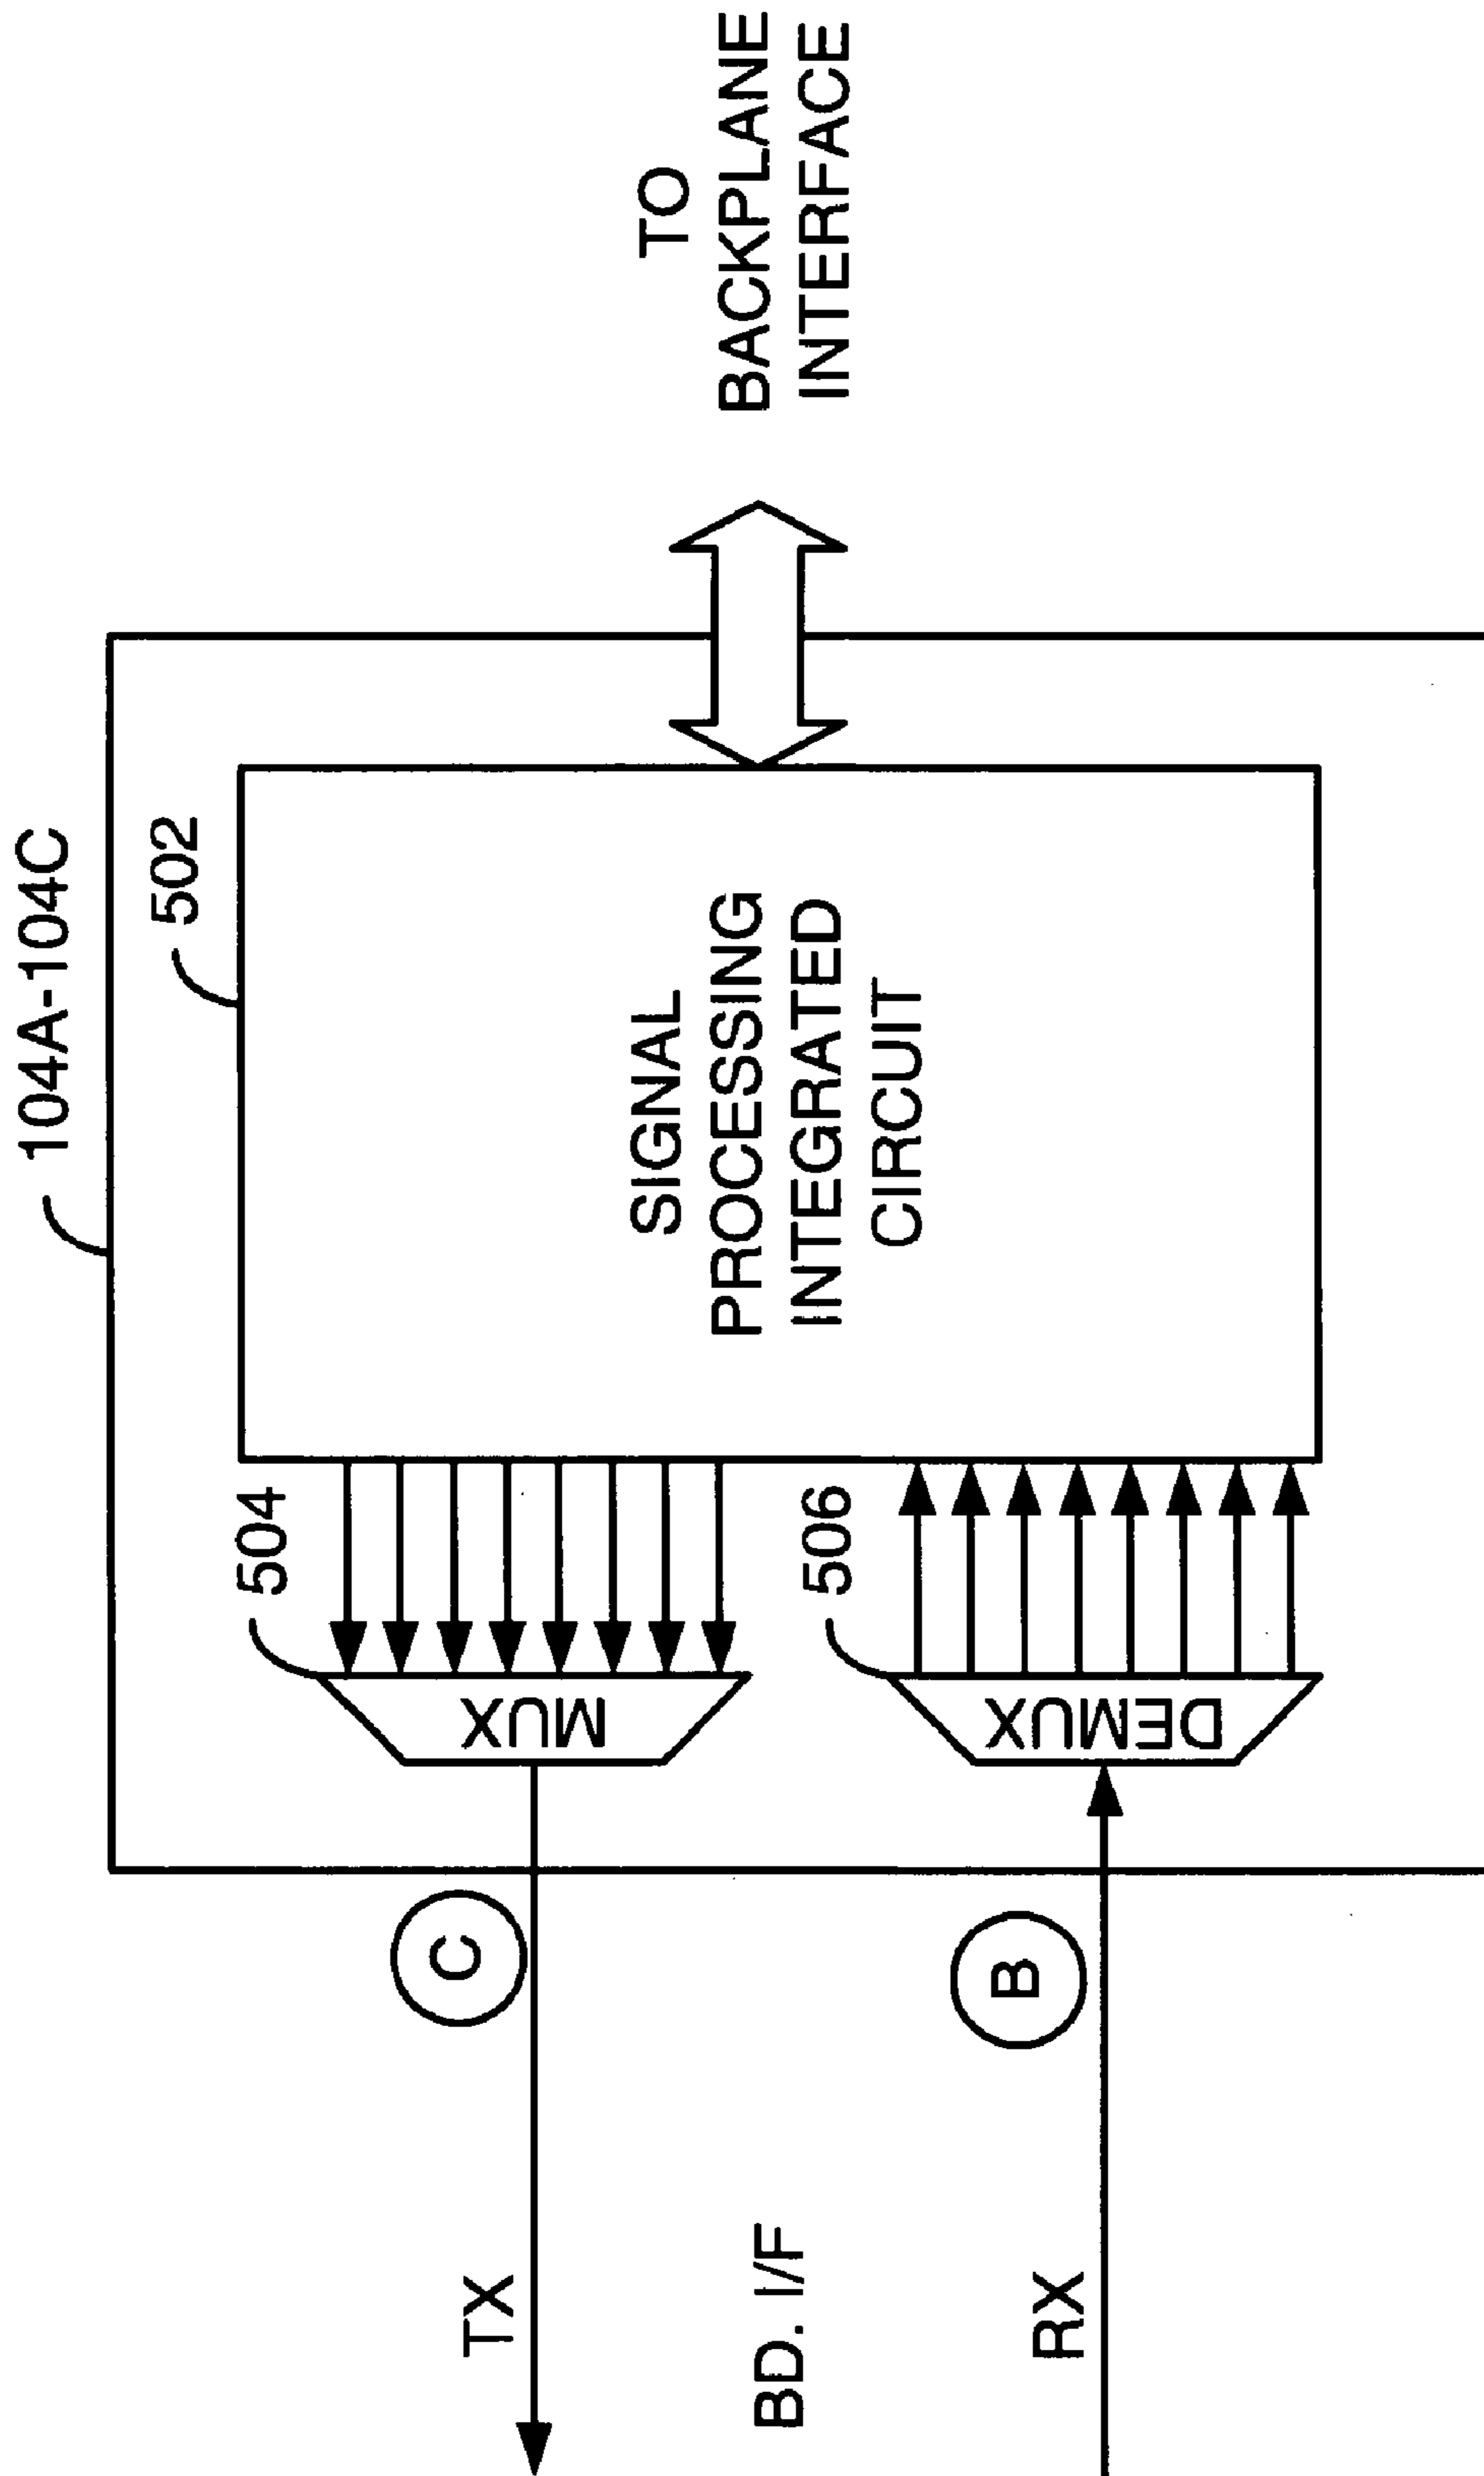 104A-104C
502
504
506
SIGNAL
PROCESSING
INTEGRATED
CIRCUIT
MUX
DEMUX
C
B
TX
BD. I/F
RX
TO
BACKPLANE
INTERFACE